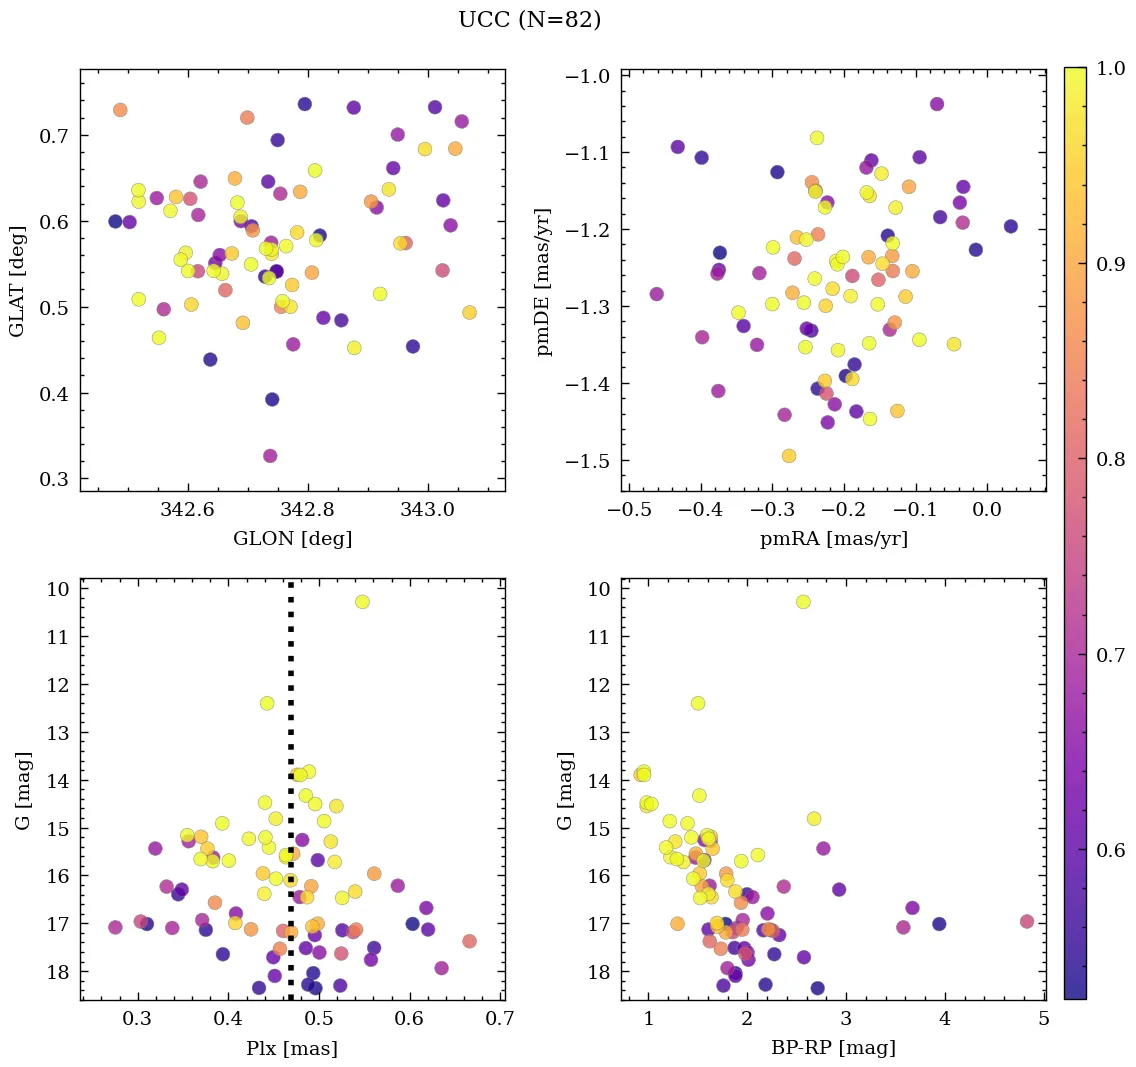 UCC (N=82)
0.7
0.6
0.5
0.4
0.3
GLAT [deg]
342.6 342.8 343.0
GLON [deg]
−1.0
−1.1
−1.2
−1.3
−1.4
−1.5
pmDE [mas/yr]
−0.5 −0.4 −0.3 −0.2 −0.1 0.0
pmRA [mas/yr]
10
11
12
13
14
15
16
17
18
G [mag]
0.3 0.4 0.5 0.6 0.7
Plx [mas]
10
11
12
13
14
15
16
17
18
G [mag]
1 2 3 4 5
BP-RP [mag]
1.0
0.9
0.8
0.7
0.6